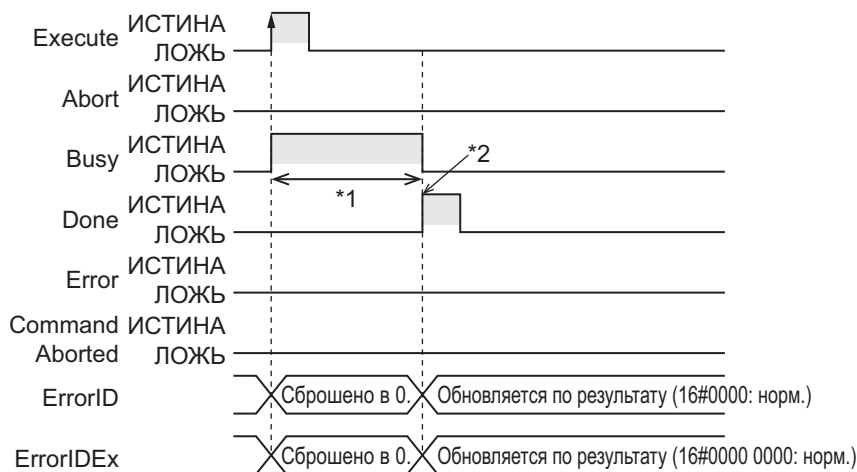 Execute ИСТИНА
ЛОЖЬ
Abort ИСТИНА
ЛОЖЬ
Busy ИСТИНА
ЛОЖЬ
*1
*2
Done ИСТИНА
ЛОЖЬ
Error ИСТИНА
ЛОЖЬ
Command Aborted ИСТИНА
ЛОЖЬ
ErrorID Сброшено в 0. Обновляется по результату (16#0000: норм.)
ErrorIDEx Сброшено в 0. Обновляется по результату (16#0000 0000: норм.)